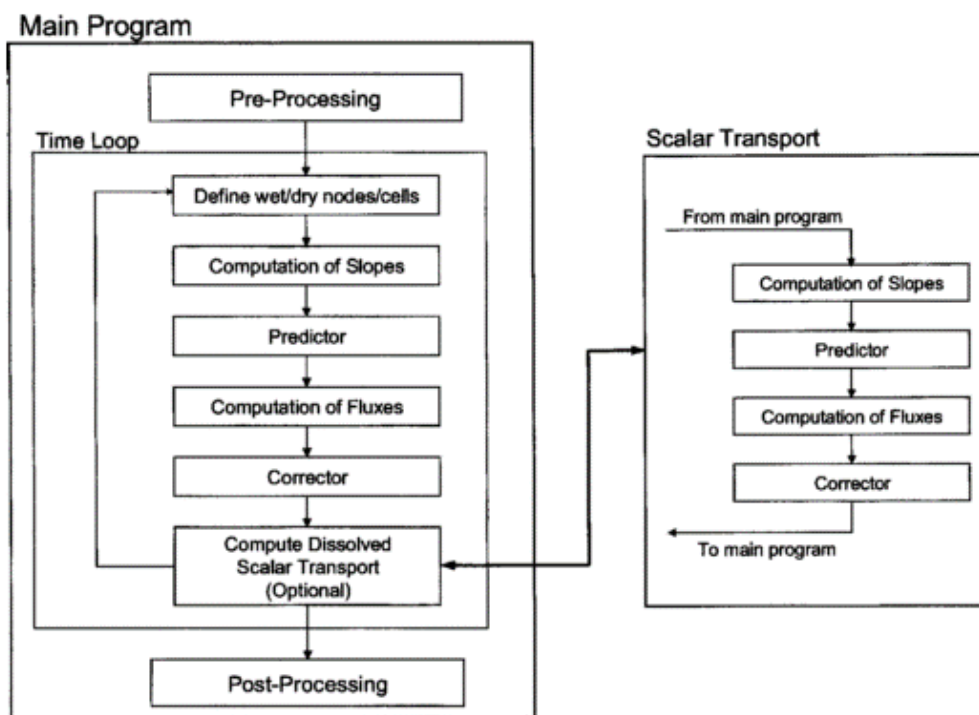 Main Program
Pre-Processing
Time Loop
Define wet/dry nodes/cells
Computation of Slopes
Predictor
Computation of Fluxes
Corrector
Compute Dissolved
Scalar Transport
(Optional)
Post-Processing
Scalar Transport
From main program
Computation of Slopes
Predictor
Computation of Fluxes
Corrector
To main program